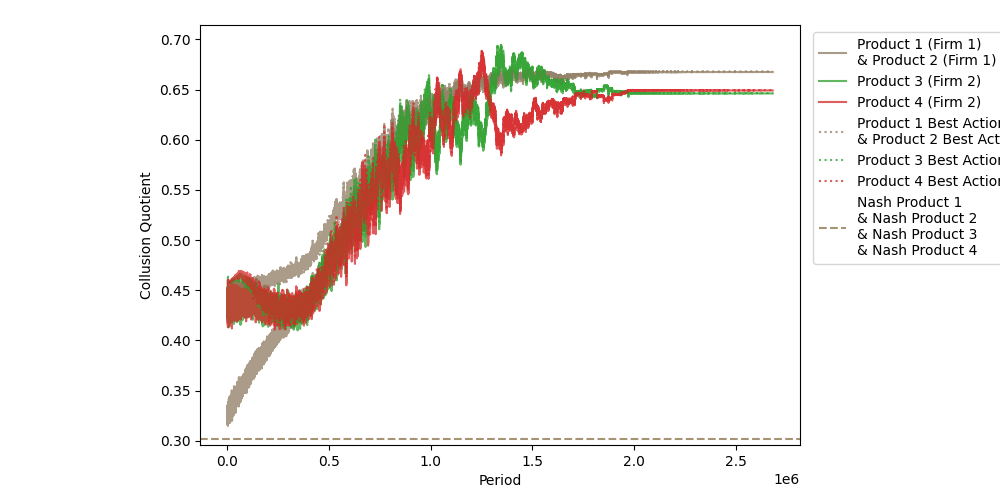 0.70
0.65
0.60
0.55
0.50
0.45
0.40
0.35
0.30
Collusion Quotient
0.0
0.5
1.0
1.5
2.0
2.5
1e6
Period
Product 1 (Firm 1)
& Product 2 (Firm 1)
Product 3 (Firm 2)
Product 4 (Firm 2)
Product 1 Best Action
& Product 2 Best Act
Product 3 Best Action
Product 4 Best Action
Nash Product 1
& Nash Product 2
& Nash Product 3
& Nash Product 4